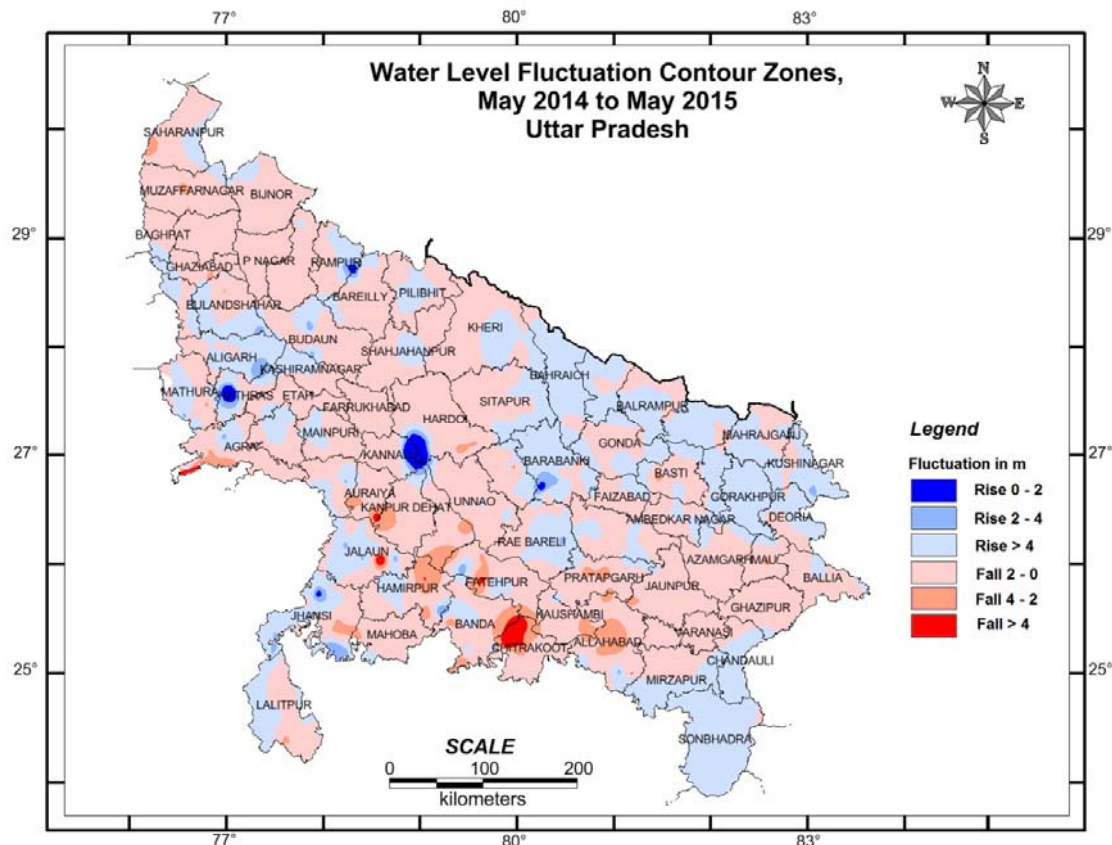 77°
80°
83°
Water Level Fluctuation Contour Zones,
May 2014 to May 2015
Uttar Pradesh
N
W E
S
SAHARANPUR
MUZAFFARNAGAR
BIJNOR
29°
BAGHPAT
29°
GHAZIABAD
J P NAGAR
RAMPUR
BAREILLY
PILIBHIT
BULANDSHAHAR
KHERI
BUDAUN
SHAHJAHANPUR
ALIGARH
KASHIRAMNAGAR
BAHRAICH
MATHURA
ETAH
SITAPUR
FARRUKHABAD
HARDOI
BALRAMPUR
MAINPURI
MAHRAJGANJ
AGRA
GONDA
27°
KANNAUJ
BARABANKI
KUSHINAGAR
27°
BASTI
AURAIYA
UNNAO
FAIZABAD
GORAKHPUR
KANPUR DEHAT
DEORIA
AMBEDKAR NAGAR
RAE BARELI
JALAUN
AZAMGARH
MAU
HAMIRPUR
FATEHPUR
PRATAPGARH
JAUNPUR
BALLIA
JHANSI
KAUSHAMBI
GHAZIPUR
MAHOBA
BANDA
ALLAHABAD
VARANASI
CHITRAKOOT
25°
CHANDAULI
25°
MIRZAPUR
LALITPUR
SONBHADRA
Legend
Fluctuation in m
Rise 0 - 2
Rise 2 - 4
Rise > 4
Fall 2 - 0
Fall 4 - 2
Fall > 4
SCALE
0 100 200
kilometers
77°
80°
83°